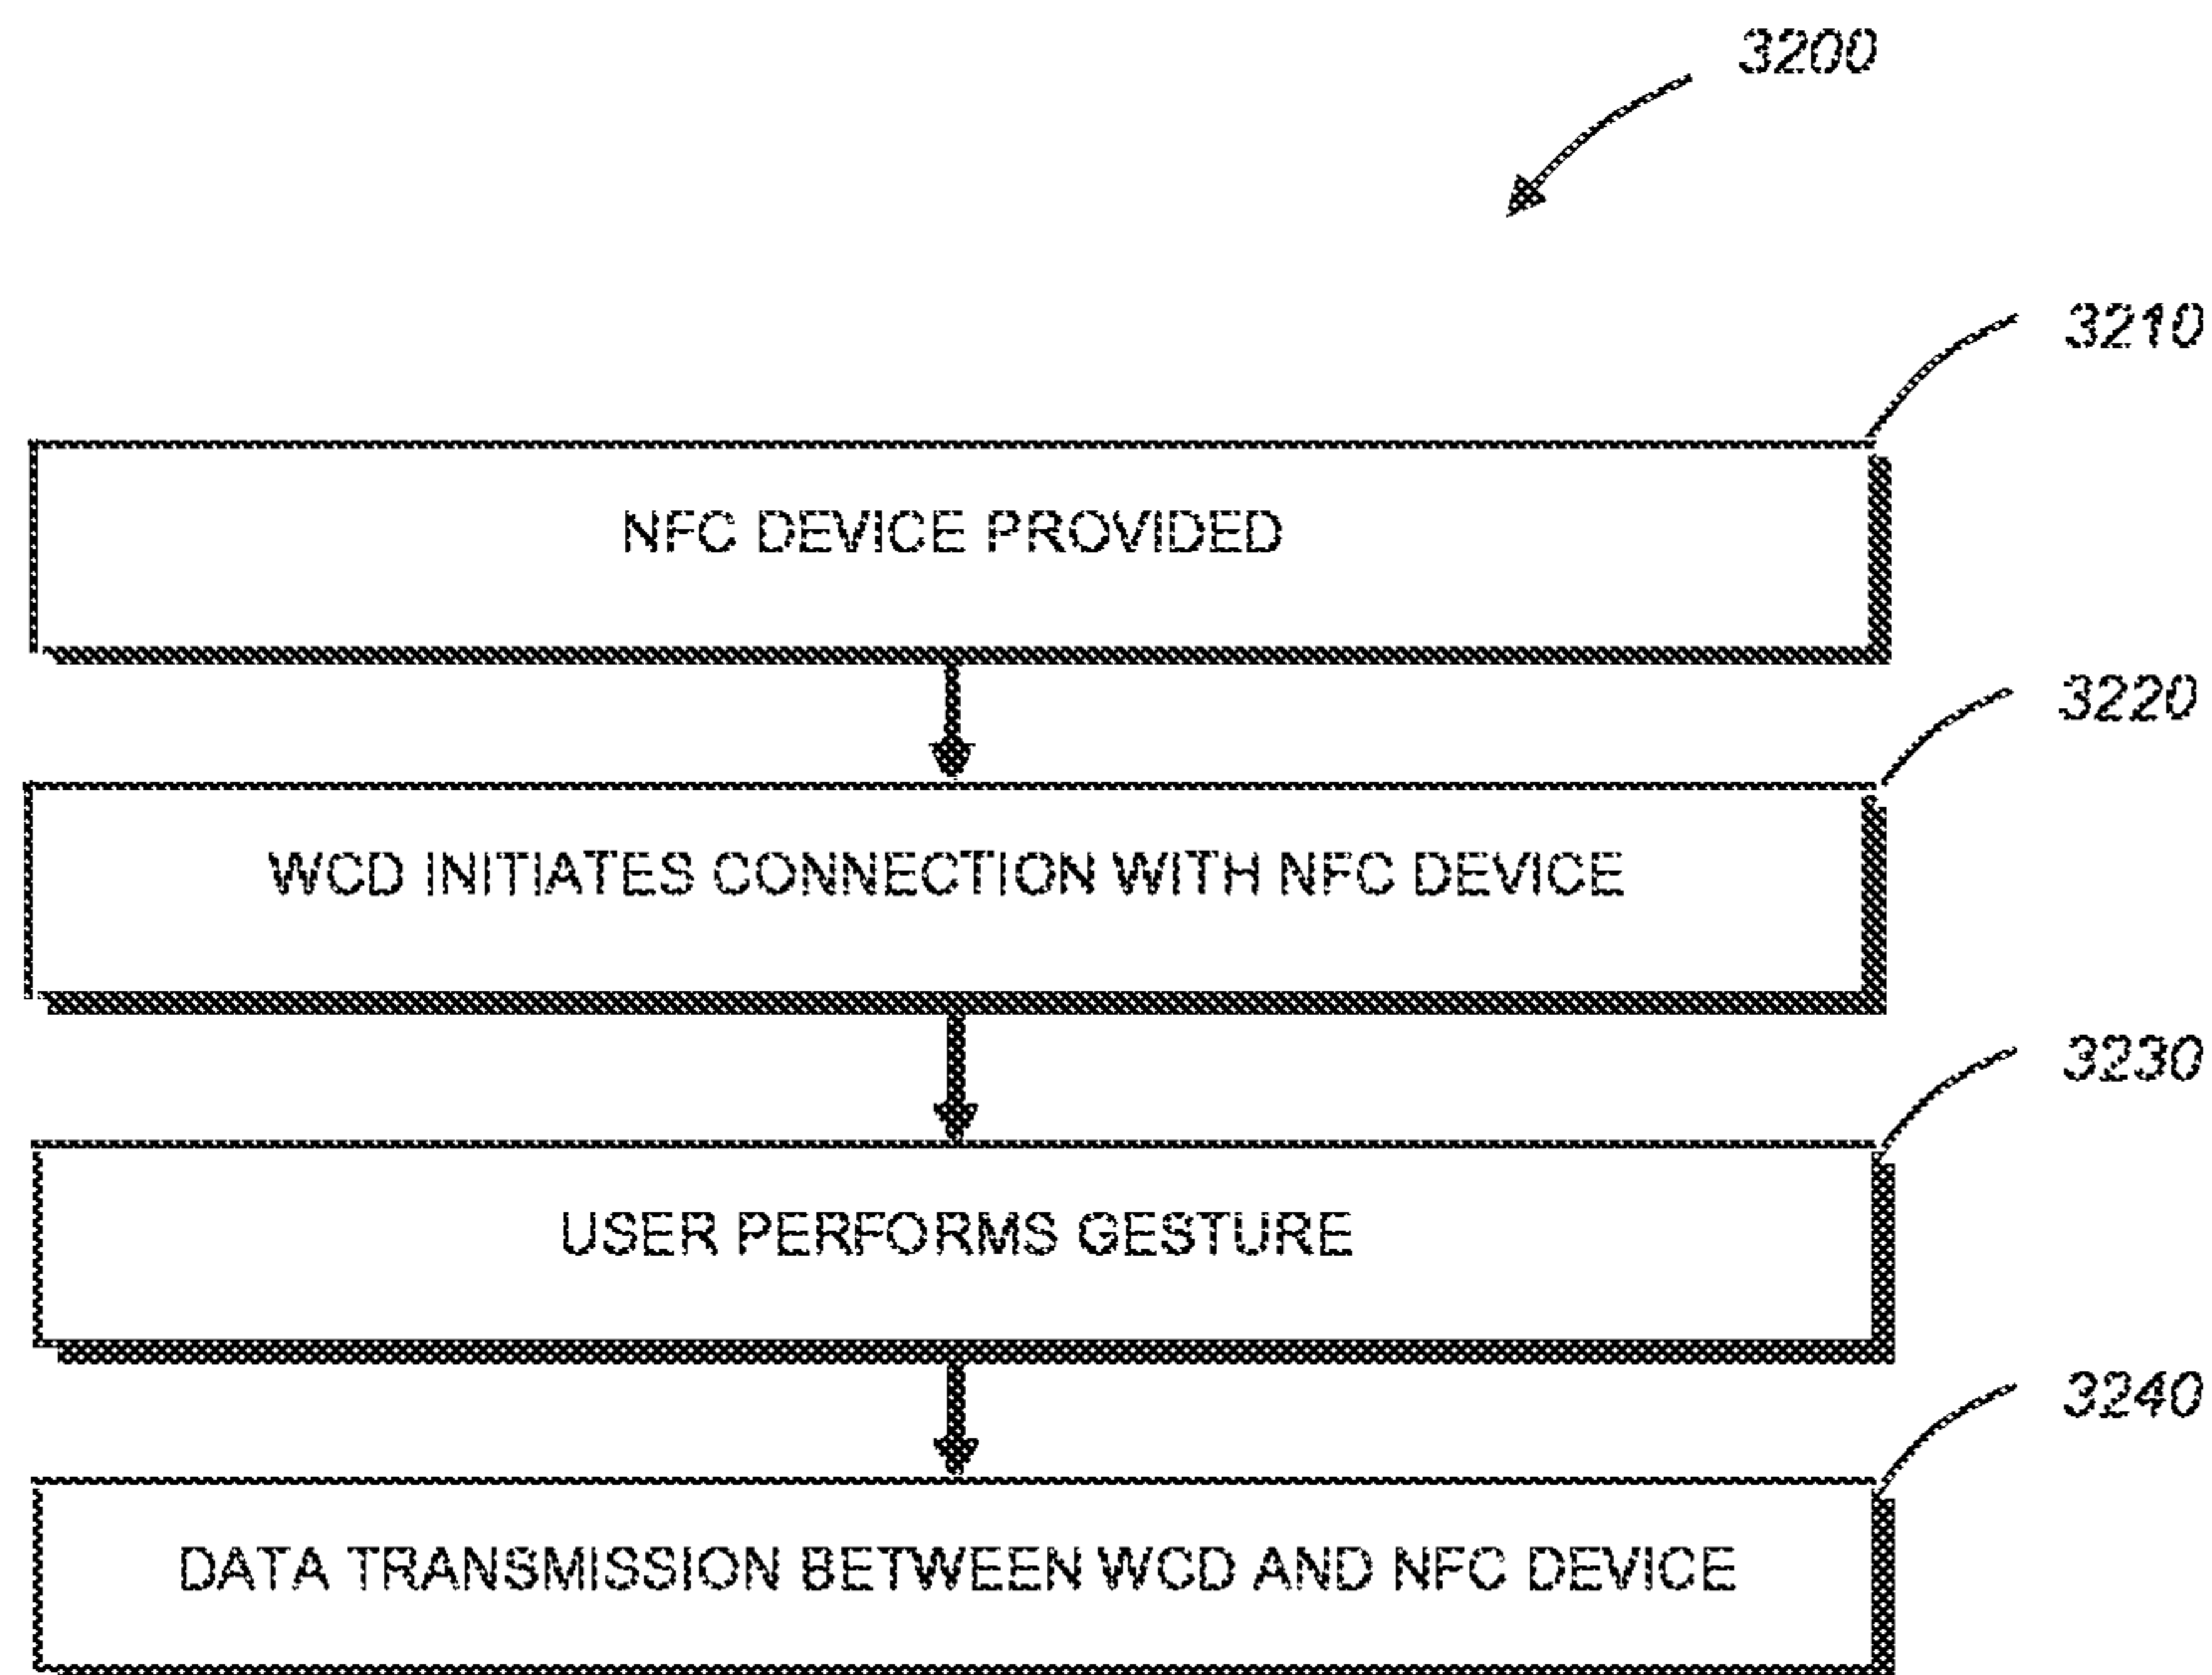 3200
3210
NFC DEVICE PROVIDED
3220
WCD INITIATES CONNECTION WITH NFC DEVICE
3230
USER PERFORMS GESTURE
3240
DATA TRANSMISSION BETWEEN WCD AND NFC DEVICE